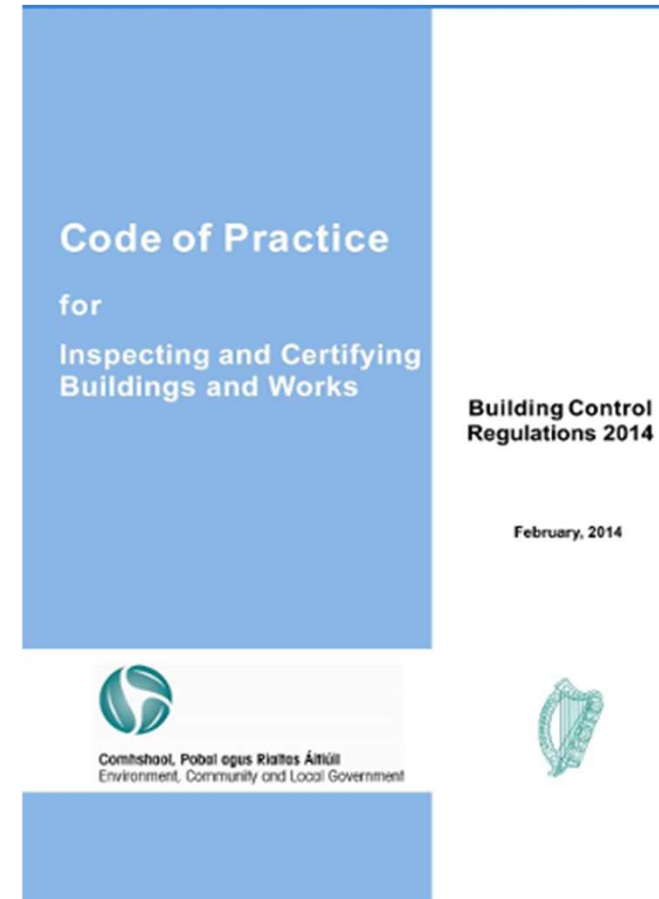 Code of Practice
for
Inspecting and Certifying
Buildings and Works
Building Control
Regulations 2014
February, 2014
Comhshaol, Pobal agus Rialtas Áitiúil
Environment, Community and Local Government